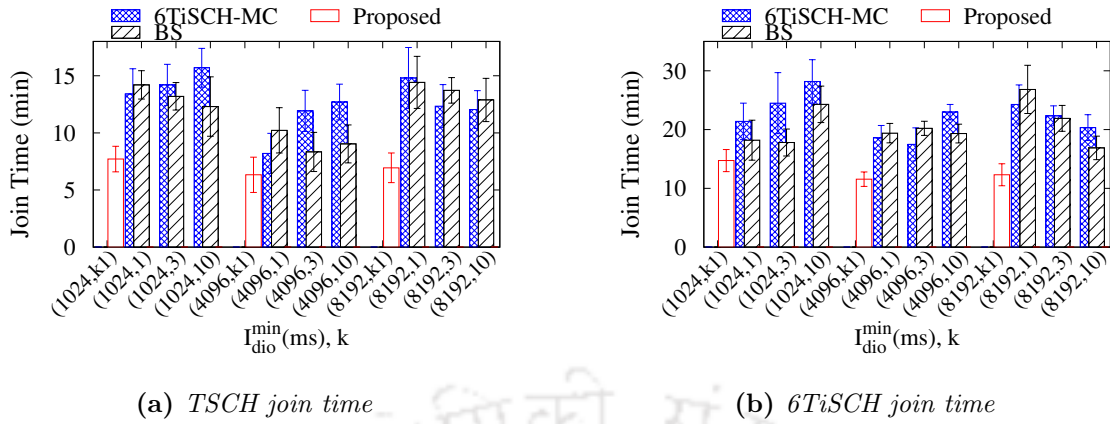 6TiSCH-MC
BS
Proposed
Join Time (min)
15
10
5
0
(1024,k1)
(1024,1)
(1024,3)
(1024,10)
(4096,k1)
(4096,1)
(4096,3)
(4096,10)
(8192,k1)
(8192,1)
(8192,3)
(8192,10)
I_dio^min(ms), k
(a) TSCH join time
6TiSCH-MC
BS
Proposed
Join Time (min)
30
20
10
0
(1024,k1)
(1024,1)
(1024,3)
(1024,10)
(4096,k1)
(4096,1)
(4096,3)
(4096,10)
(8192,k1)
(8192,1)
(8192,3)
(8192,10)
I_dio^min(ms), k
(b) 6TiSCH join time